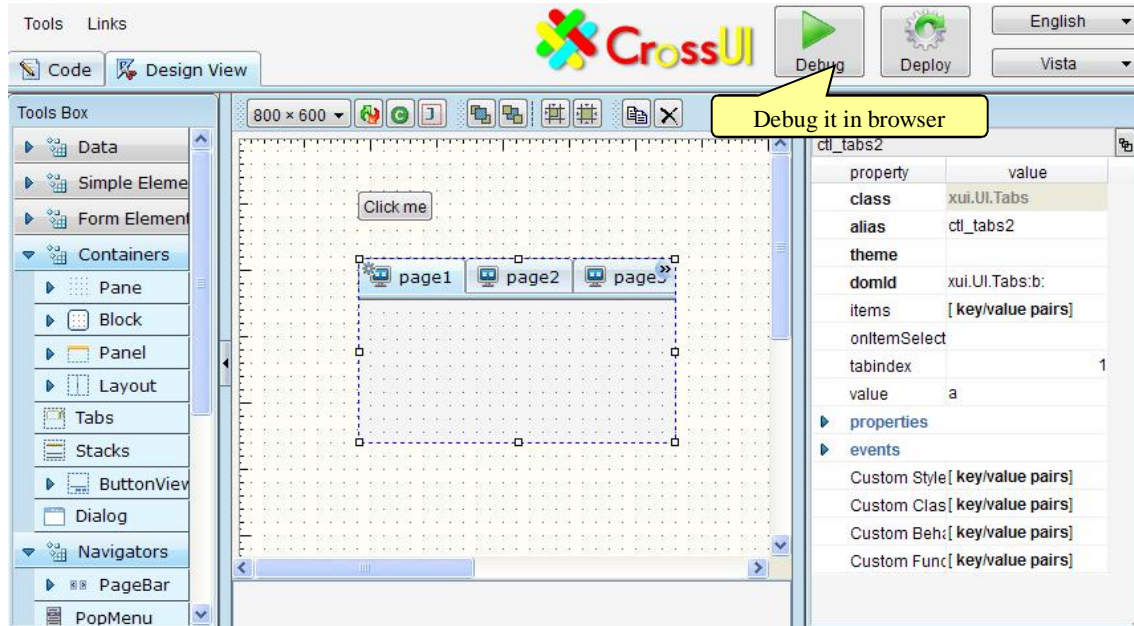 Tools Links
CrossUI
Debug
Deploy
English
Vista
Code
Design View
Debug it in browser
Tools Box
Data
Simple Eleme
Form Element
Containers
Pane
Block
Panel
Layout
Tabs
Stacks
ButtonView
Dialog
Navigators
PageBar
PopMenu
800 × 600
Click me
page1
page2
page3
ctl_tabs2
property value
class xui.UI.Tabs
alias ctl_tabs2
theme
domId xui.UI.Tabs:b:
items [ key/value pairs]
onItemSelect
tabindex 1
value a
properties
events
Custom Style [ key/value pairs]
Custom Clas [ key/value pairs]
Custom Beha [ key/value pairs]
Custom Func [ key/value pairs]